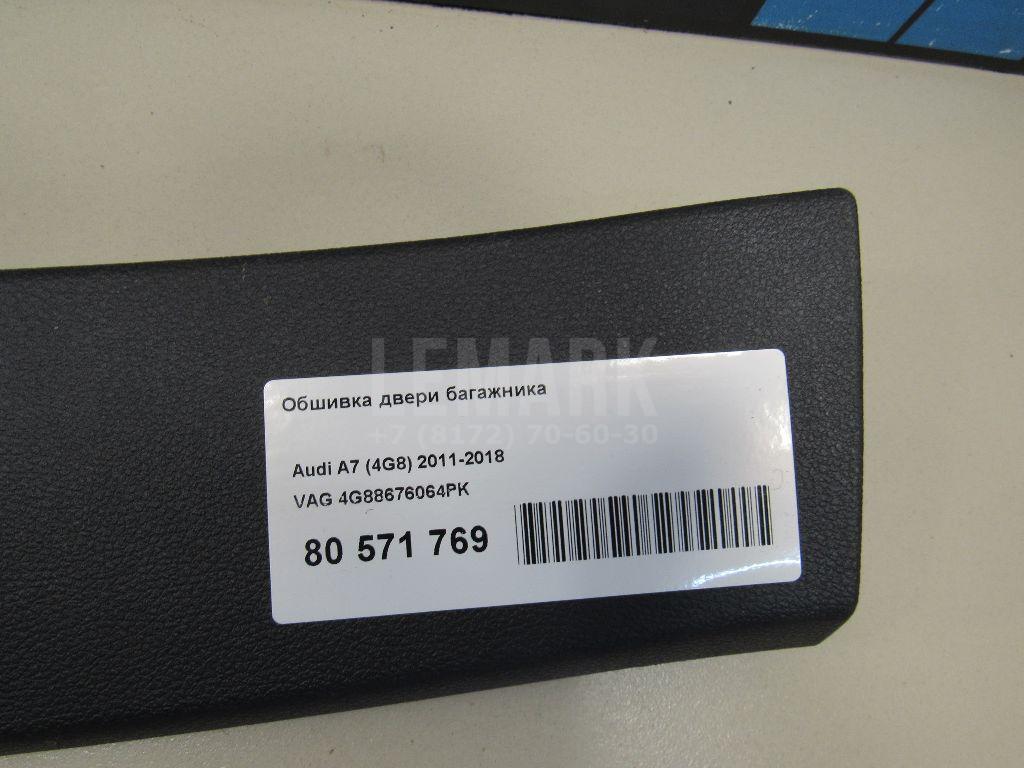 LEMARK
+7 (8172) 70-60-30
Обшивка двери багажника
Audi A7 (4G8) 2011-2018
VAG 4G88676064PK
80 571 769